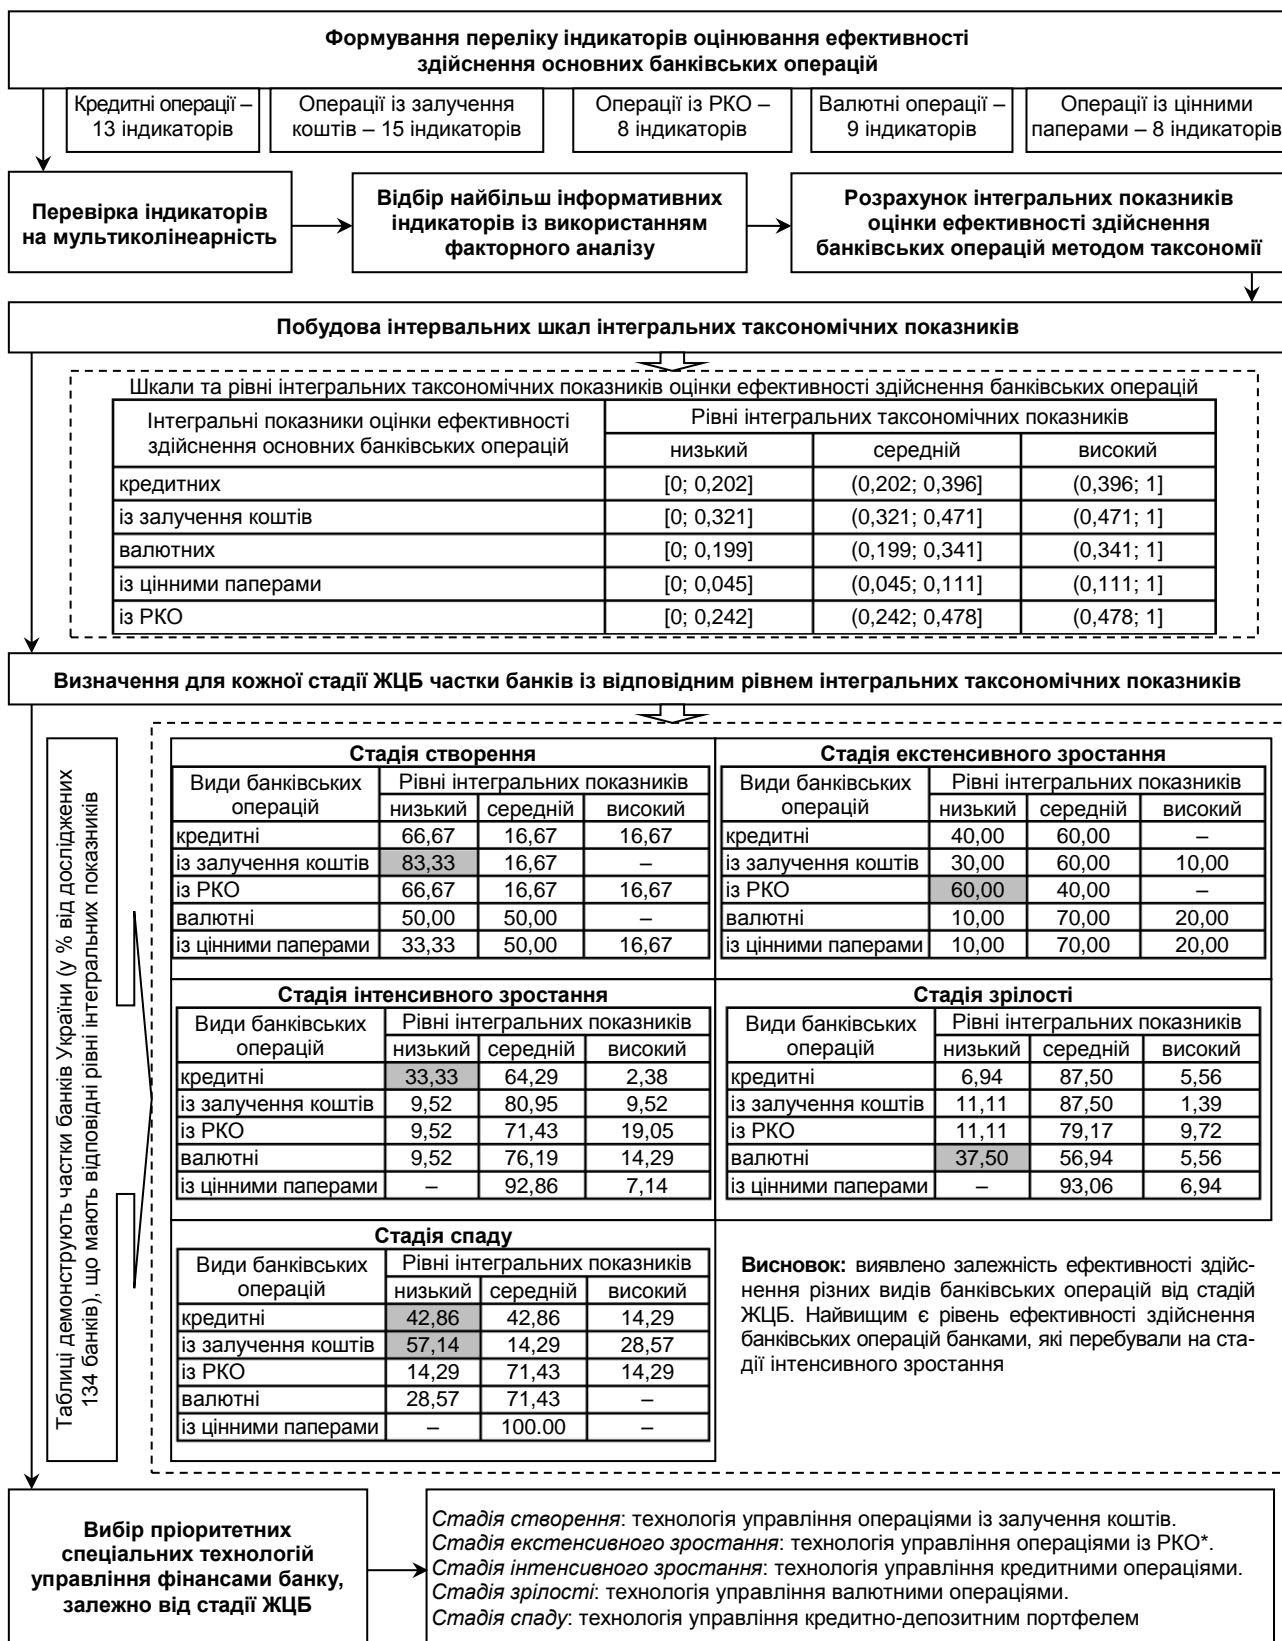 Формування переліку індикаторів оцінювання ефективності
здійснення основних банківських операцій
Кредитні операції –
13 індикаторів
Операції із залучення
коштів – 15 індикаторів
Операції із РКО –
8 індикаторів
Валютні операції –
9 індикаторів
Операції із цінними
паперами – 8 індикаторів
Перевірка індикаторів
на мультиколінеарність
Відбір найбільш інформативних
індикаторів із використанням
факторного аналізу
Розрахунок інтегральних показників
оцінки ефективності здійснення
банківських операцій методом таксономії
Побудова інтервальних шкал інтегральних таксономічних показників
Шкали та рівні інтегральних таксономічних показників оцінки ефективності здійснення банківських операцій
Інтегральні показники оцінки ефективності
здійснення основних банківських операцій
Рівні інтегральних таксономічних показників
низький середній високий
кредитних [0; 0,202] (0,202; 0,396] (0,396; 1]
із залучення коштів [0; 0,321] (0,321; 0,471] (0,471; 1]
валютних [0; 0,199] (0,199; 0,341] (0,341; 1]
із цінними паперами [0; 0,045] (0,045; 0,111] (0,111; 1]
із РКО [0; 0,242] (0,242; 0,478] (0,478; 1]
Визначення для кожної стадії ЖЦБ частки банків із відповідним рівнем інтегральних таксономічних показників
Таблиці демонструють частки банків України (у % від досліджених
134 банків), що мають відповідні рівні інтегральних показників
Стадія створення
Види банківських
операцій
Рівні інтегральних показників
низький середній високий
кредитні 66,67 16,67 16,67
із залучення коштів 83,33 16,67 –
із РКО 66,67 16,67 16,67
валютні 50,00 50,00 –
із цінними паперами 33,33 50,00 16,67
Стадія екстенсивного зростання
Види банківських
операцій
Рівні інтегральних показників
низький середній високий
кредитні 40,00 60,00 –
із залучення коштів 30,00 60,00 10,00
із РКО 60,00 40,00 –
валютні 10,00 70,00 20,00
із цінними паперами 10,00 70,00 20,00
Стадія інтенсивного зростання
Види банківських
операцій
Рівні інтегральних показників
низький середній високий
кредитні 33,33 64,29 2,38
із залучення коштів 9,52 80,95 9,52
із РКО 9,52 71,43 19,05
валютні 9,52 76,19 14,29
із цінними паперами – 92,86 7,14
Стадія зрілості
Види банківських
операцій
Рівні інтегральних показників
низький середній високий
кредитні 6,94 87,50 5,56
із залучення коштів 11,11 87,50 1,39
із РКО 11,11 79,17 9,72
валютні 37,50 56,94 5,56
із цінними паперами – 93,06 6,94
Стадія спаду
Види банківських
операцій
Рівні інтегральних показників
низький середній високий
кредитні 42,86 42,86 14,29
із залучення коштів 57,14 14,29 28,57
із РКО 14,29 71,43 14,29
валютні 28,57 71,43 –
із цінними паперами – 100.00 –
Висновок: виявлено залежність ефективності здійс-
нення різних видів банківських операцій від стадій
ЖЦБ. Найвищим є рівень ефективності здійснення
банківських операцій банками, які перебували на ста-
дії інтенсивного зростання
Вибір пріоритетних
спеціальних технологій
управління фінансами банку,
залежно від стадії ЖЦБ
Стадія створення: технологія управління операціями із залучення коштів.
Стадія екстенсивного зростання: технологія управління операціями із РКО*.
Стадія інтенсивного зростання: технологія управління кредитними операціями.
Стадія зрілості: технологія управління валютними операціями.
Стадія спаду: технологія управління кредитно-депозитним портфелем